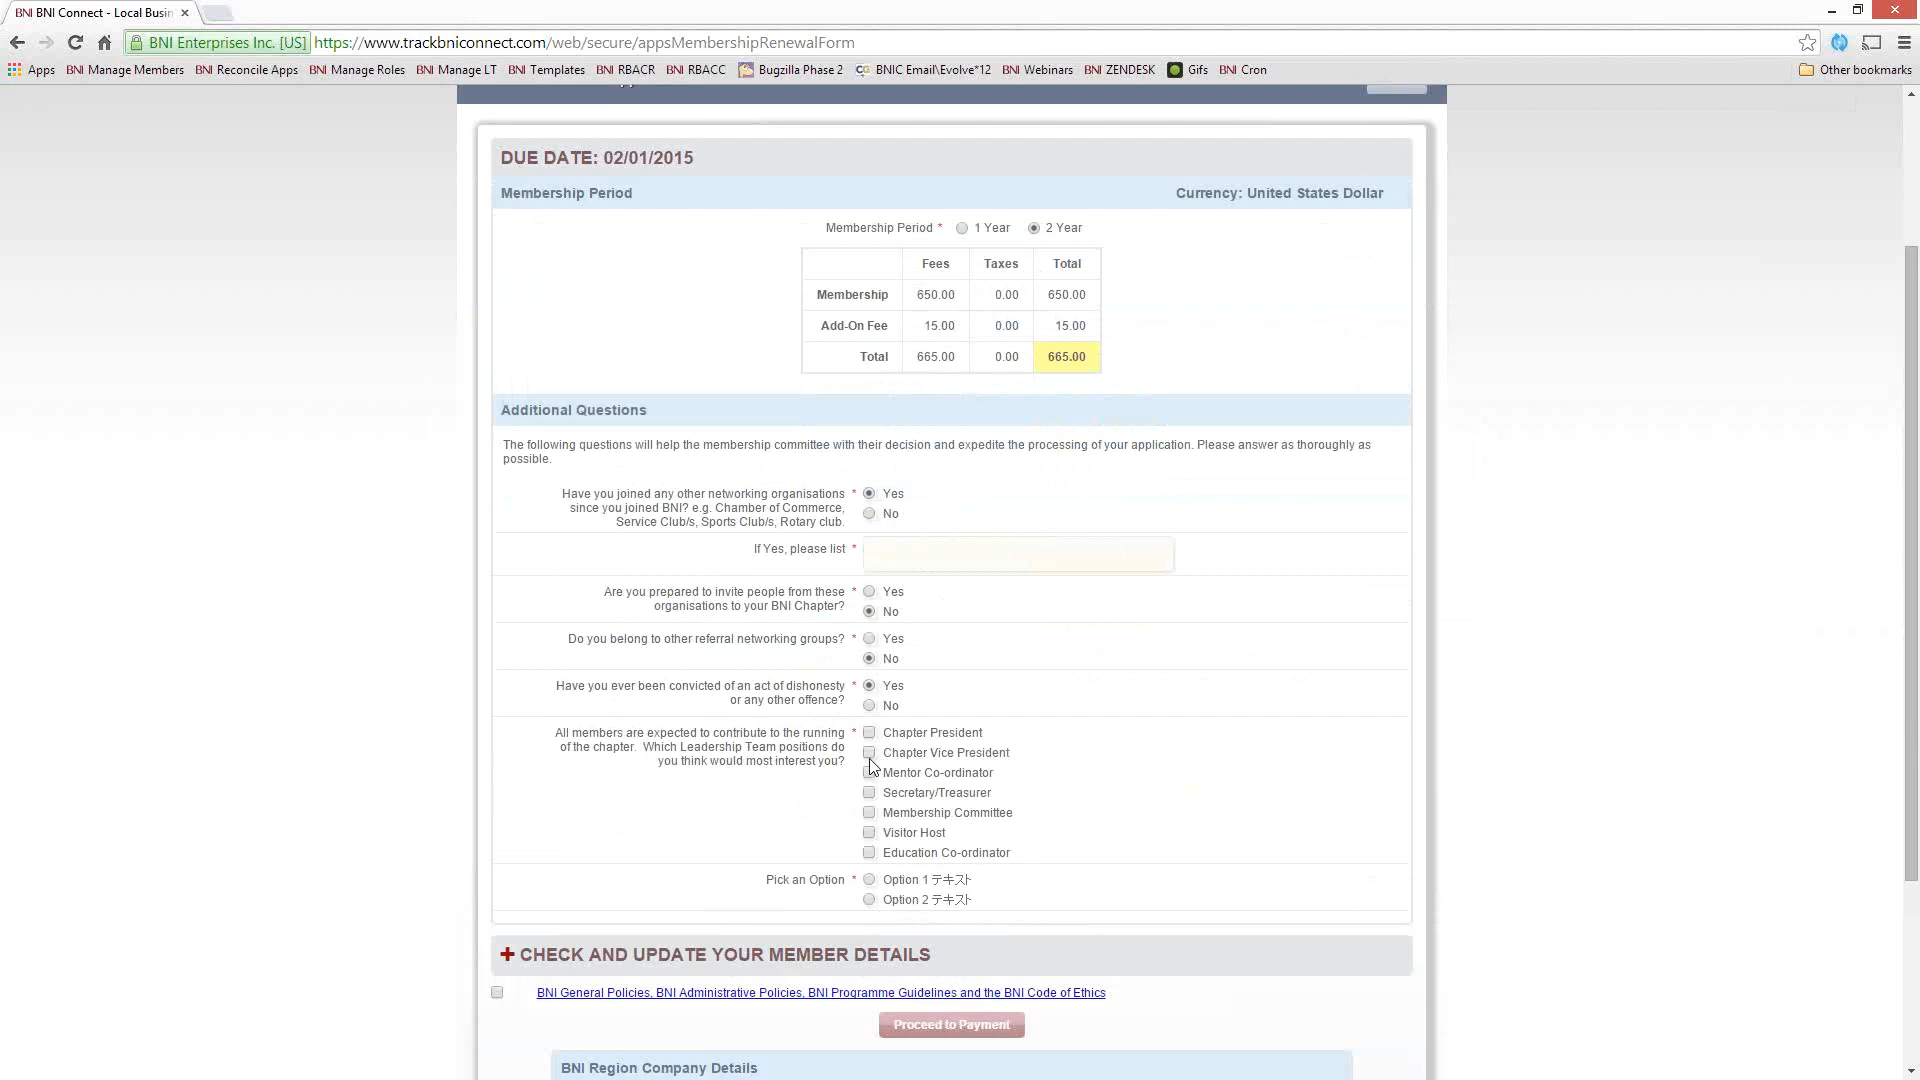 BNI BNI Connect - Local Busin
BNI Enterprises Inc. [US] https://www.trackbniconnect.com/web/secure/appsMembershipRenewalForm
Apps BNI Manage Members BNI Reconcile Apps BNI Manage Roles BNI Manage LT BNI Templates BNI RBACR BNI RBACC Bugzilla Phase 2 BNIC Email\Evolve*12 BNI Webinars BNI ZENDESK Gifs BNI Cron Other bookmarks
DUE DATE: 02/01/2015
Membership Period Currency: United States Dollar
Membership Period * 1 Year 2 Year
Fees Taxes Total
Membership 650.00 0.00 650.00
Add-On Fee 15.00 0.00 15.00
Total 665.00 0.00 665.00
Additional Questions
The following questions will help the membership committee with their decision and expedite the processing of your application. Please answer as thoroughly as
possible.
Have you joined any other networking organisations * Yes
since you joined BNI? e.g. Chamber of Commerce,
No
Service Club/s, Sports Club/s, Rotary club.
If Yes, please list *
Are you prepared to invite people from these * Yes
organisations to your BNI Chapter?
No
Do you belong to other referral networking groups? * Yes
No
Have you ever been convicted of an act of dishonesty * Yes
or any other offence?
No
All members are expected to contribute to the running * Chapter President
of the chapter. Which Leadership Team positions do
Chapter Vice President
you think would most interest you?
Mentor Co-ordinator
Secretary/Treasurer
Membership Committee
Visitor Host
Education Co-ordinator
Pick an Option * Option 1 テキスト
Option 2 テキスト
CHECK AND UPDATE YOUR MEMBER DETAILS
BNI General Policies, BNI Administrative Policies, BNI Programme Guidelines and the BNI Code of Ethics
Proceed to Payment
BNI Region Company Details